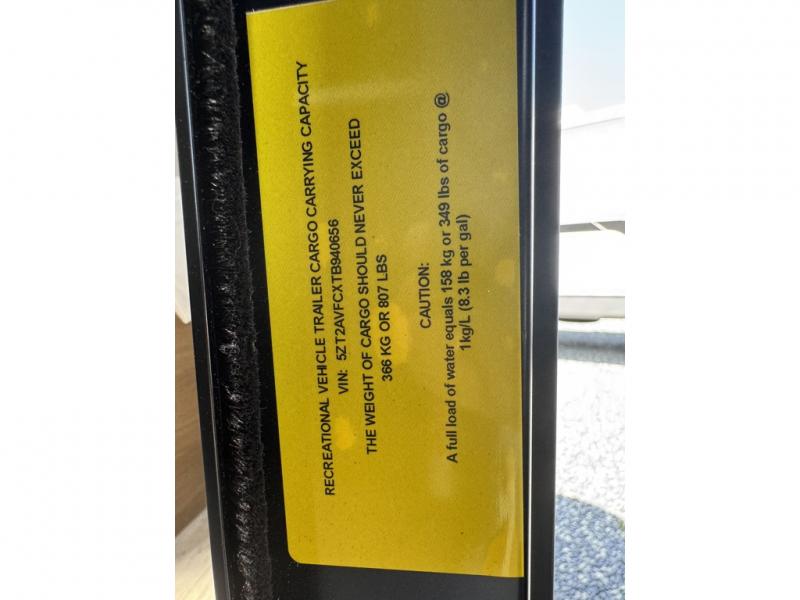 RECREATIONAL VEHICLE TRAILER CARGO CARRYING CAPACITY
VIN: 5ZT2AVFCXTB940656
THE WEIGHT OF CARGO SHOULD NEVER EXCEED
366 KG OR 807 LBS
CAUTION:
A full load of water equals 158 kg or 349 lbs of cargo @
1kg/L (8.3 lb per gal)